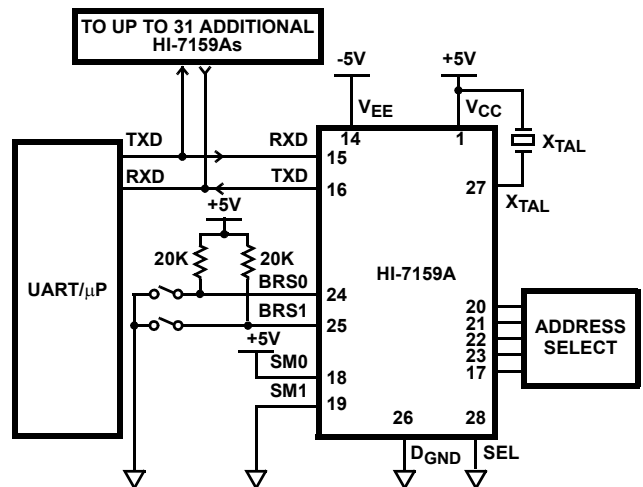 TO UP TO 31 ADDITIONAL
HI-7159As
-5V
+5V
VEE
VCC
14
1
TXD
RXD
15
XTAL
RXD
TXD
16
27
XTAL
+5V
20K
20K
HI-7159A
UART/µP
BRS0
24
20
BRS1
25
21
ADDRESS
SELECT
22
23
17
+5V
SM0
18
SM1
19
26
28
DGND
SEL